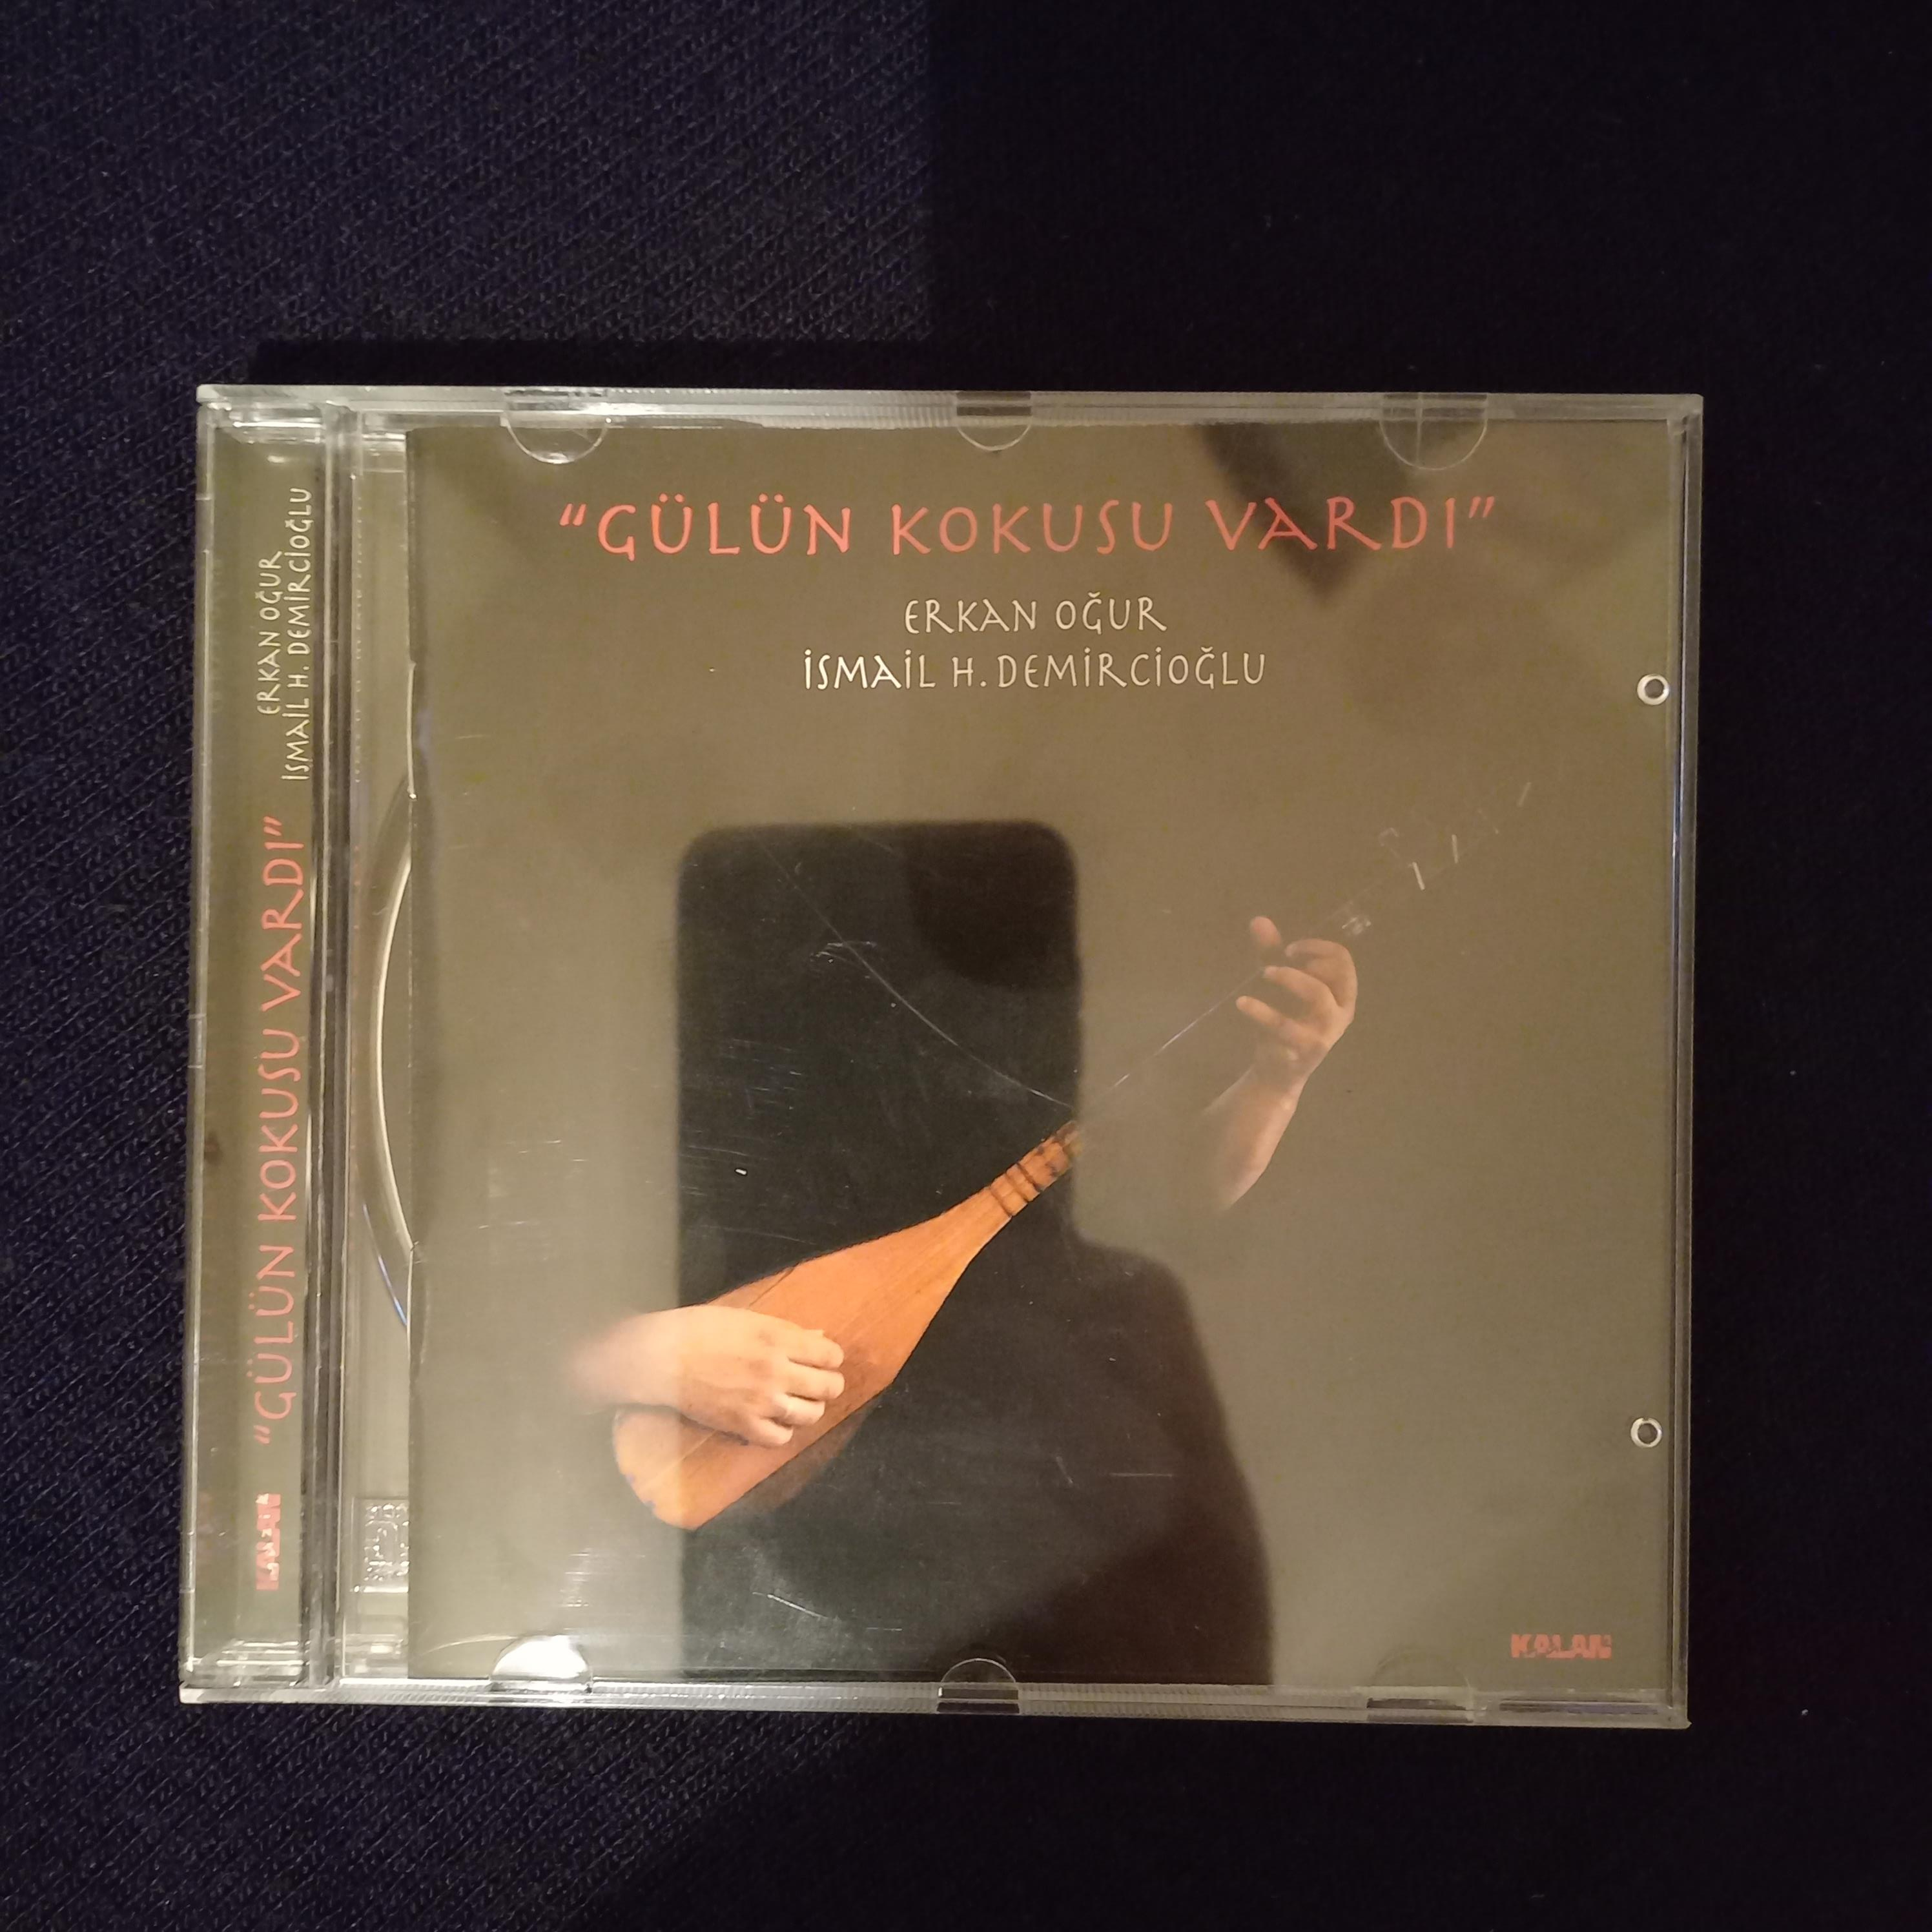 "GÜLÜN KOKUSU VARDI"
ERKAN OĞUR
İSMAİL H. DEMİRCİOĞLU
KALAN
ERKAN OĞUR
İSMAİL H. DEMİRCİOĞLU
"GÜLÜN KOKUSU VARDI"
KALAN